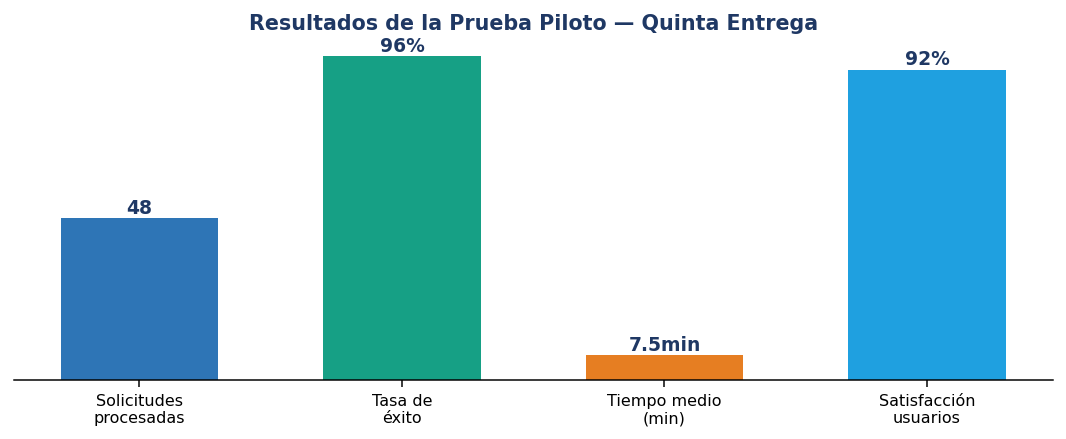 Resultados de la Prueba Piloto — Quinta Entrega
48
96%
7.5min
92%
Solicitudes
procesadas
Tasa de
éxito
Tiempo medio
(min)
Satisfacción
usuarios